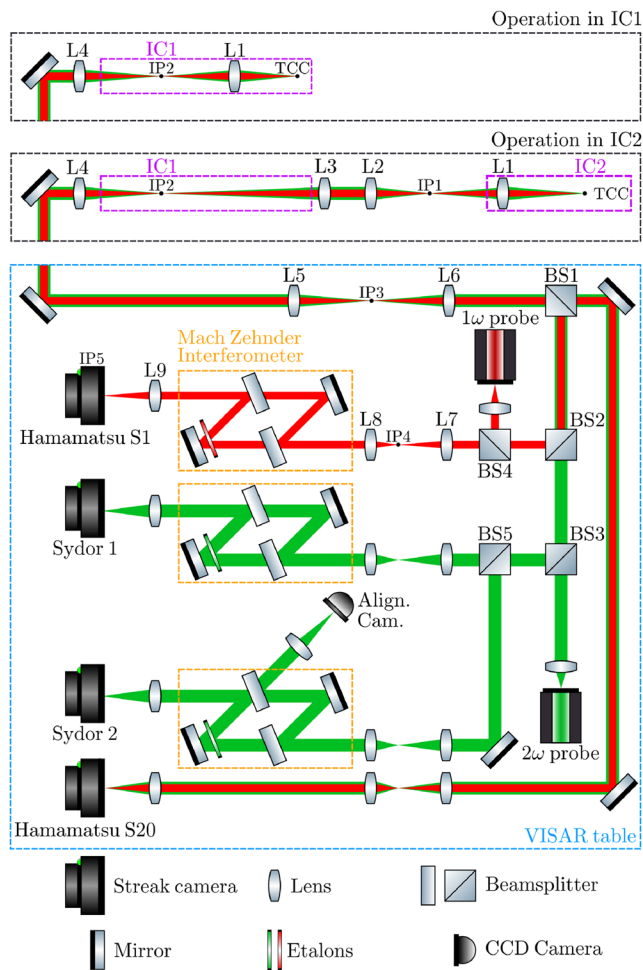 Operation in IC1
IC1
L4
L1
IP2
TCC
Operation in IC2
L4
IC1
L3
L2
L1
IC2
IP2
IP1
TCC
L5
IP3
L6
BS1
1ω probe
Mach Zehnder
Interferometer
IP5
L9
L8
IP4
L7
BS2
BS4
Hamamatsu S1
Sydor 1
BS5
BS3
Align.
Cam.
Sydor 2
2ω probe
Hamamatsu S20
VISAR table
Streak camera
Lens
Beamsplitter
Mirror
Etalons
CCD Camera